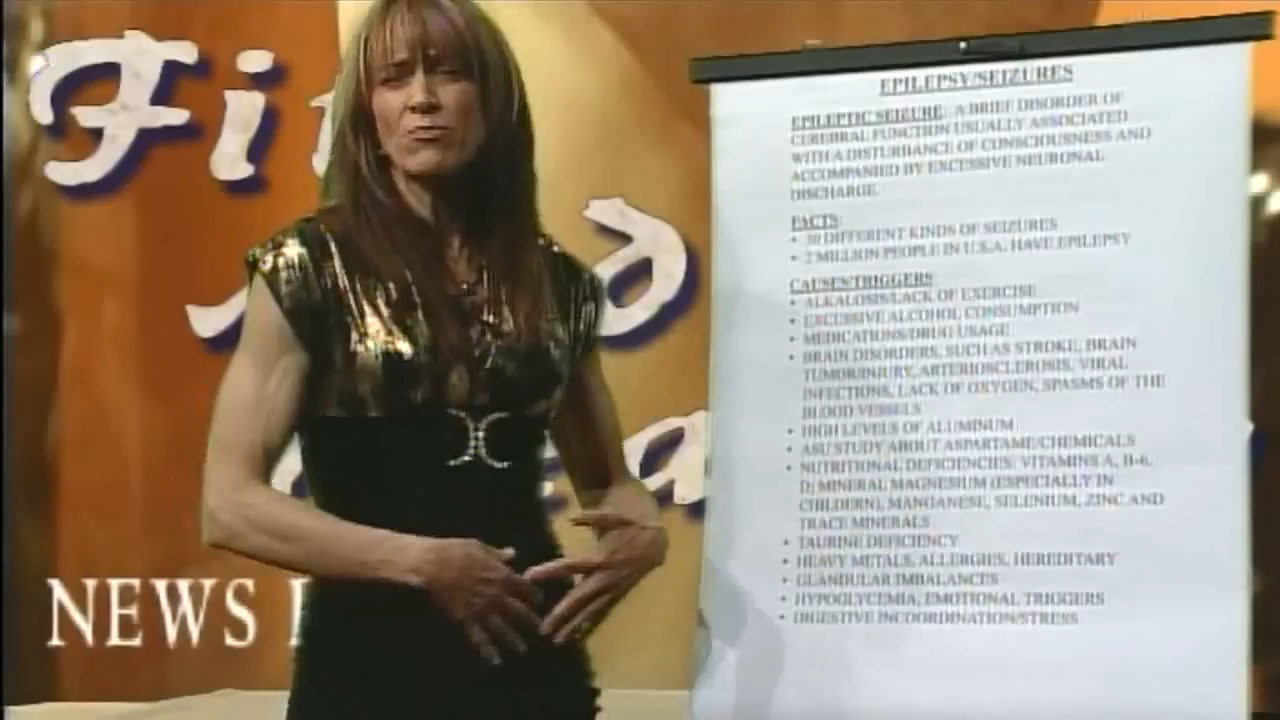 Fi
NEWS
EPILEPSY/SEIZURES
EPILEPTIC SEIZURE: A BRIEF DISORDER OF
CEREBRAL FUNCTION USUALLY ASSOCIATED
WITH A DISTURBANCE OF CONSCIOUSNESS AND
ACCOMPANIED BY EXCESSIVE NEURONAL
DISCHARGE.
FACTS:
• 30 DIFFERENT KINDS OF SEIZURES
• 2 MILLION PEOPLE IN U.S.A. HAVE EPILEPSY
CAUSES/TRIGGERS:
• ALKALOSIS/LACK OF EXERCISE
• EXCESSIVE ALCOHOL CONSUMPTION
• MEDICATIONS/DRUG USAGE
• BRAIN DISORDERS, SUCH AS STROKE, BRAIN
TUMOR/INJURY, ARTERIOSCLEROSIS, VIRAL
INFECTIONS, LACK OF OXYGEN, SPASMS OF THE
BLOOD VESSELS
• HIGH LEVELS OF ALUMINUM
• ASU STUDY ABOUT ASPARTAME/CHEMICALS
• NUTRITIONAL DEFICIENCIES: VITAMINS A, B-6,
D; MINERAL MAGNESIUM (ESPECIALLY IN
CHILDERN), MANGANESE, SELENIUM, ZINC AND
TRACE MINERALS
• TAURINE DEFICIENCY
• HEAVY METALS, ALLERGIES, HEREDITARY
• GLANDULAR IMBALANCES
• HYPOGLYCEMIA, EMOTIONAL TRIGGERS
• DIGESTIVE INCOORDINATION/STRESS